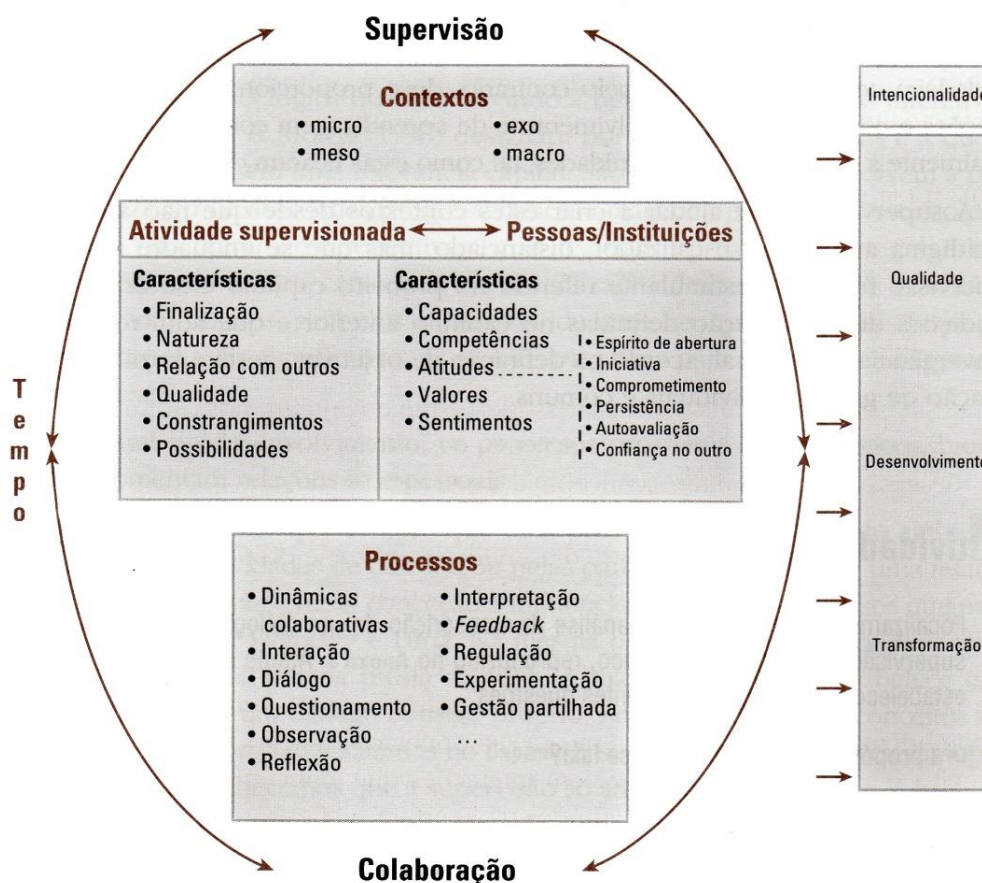 Supervisão
Contextos
• micro
• meso
• exo
• macro
Atividade supervisionada
Pessoas/Instituições
Características
• Finalização
• Natureza
• Relação com outros
• Qualidade
• Constrangimentos
• Possibilidades
Características
• Capacidades
• Competências
• Atitudes
• Valores
• Sentimentos
• Espírito de abertura
• Iniciativa
• Comprometimento
• Persistência
• Autoavaliação
• Confiança no outro
Tempo
Processos
• Dinâmicas
colaborativas
• Interação
• Diálogo
• Questionamento
• Observação
• Reflexão
• Interpretação
• Feedback
• Regulação
• Experimentação
• Gestão partilhada
...
Colaboração
Intencionalidade
Qualidade
Desenvolvimento
Transformação